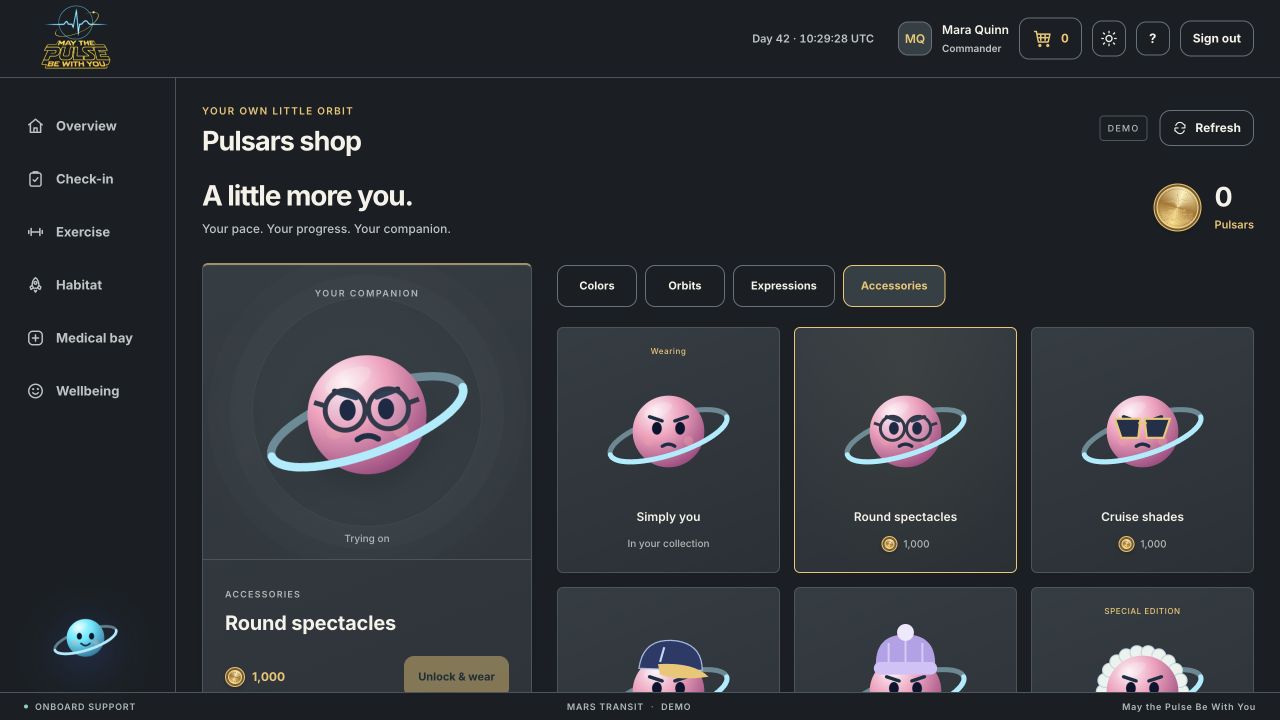 MAY THE
PULSE
BE WITH YOU
Day 42 · 10:29:28 UTC
MQ
Mara Quinn
Commander
0
?
Sign out
Overview
Check-in
Exercise
Habitat
Medical bay
Wellbeing
YOUR OWN LITTLE ORBIT
Pulsars shop
DEMO
Refresh
A little more you.
Your pace. Your progress. Your companion.
0
Pulsars
YOUR COMPANION
Trying on
ACCESSORIES
Round spectacles
1,000
Unlock & wear
Colors
Orbits
Expressions
Accessories
Wearing
Simply you
In your collection
Round spectacles
1,000
Cruise shades
1,000
SPECIAL EDITION
ONBOARD SUPPORT
MARS TRANSIT · DEMO
May the Pulse Be With You